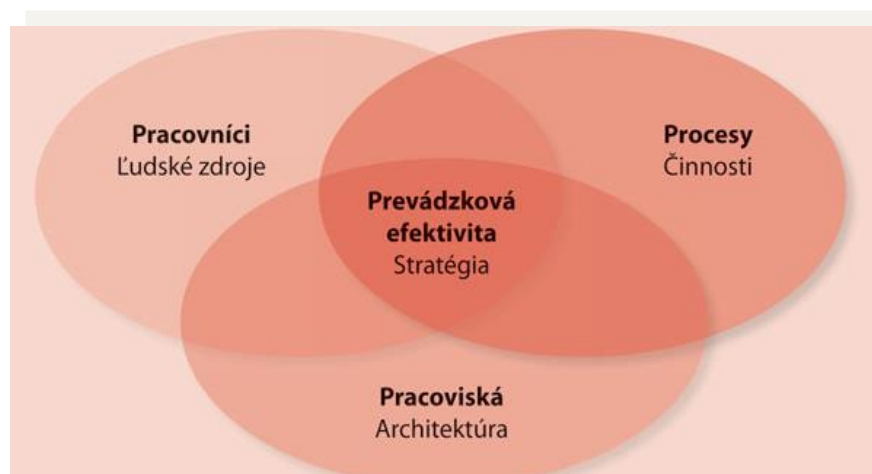 Pracovníci
Ľudské zdroje
Procesy
Činnosti
Prevádzková
efektivita
Stratégia
Pracoviská
Architektúra